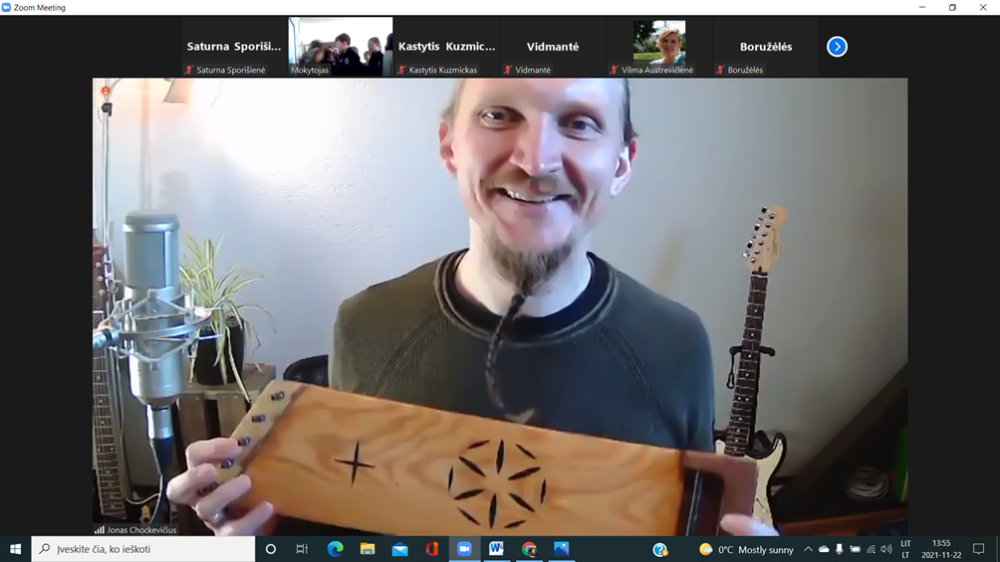 Zoom Meeting
Saturna Sporiši...
Kastytis Kuzmic...
Vidmantė
Boružėlės
Saturna Sporišienė
Mokytojas
Kastytis Kuzmickas
Vidmantė
Vilma Austrevičienė
Boružėlės
Jonas Chockevičius
Įveskite čia, ko ieškoti
0°C Mostly sunny
LIT
LT
13:55
2021-11-22